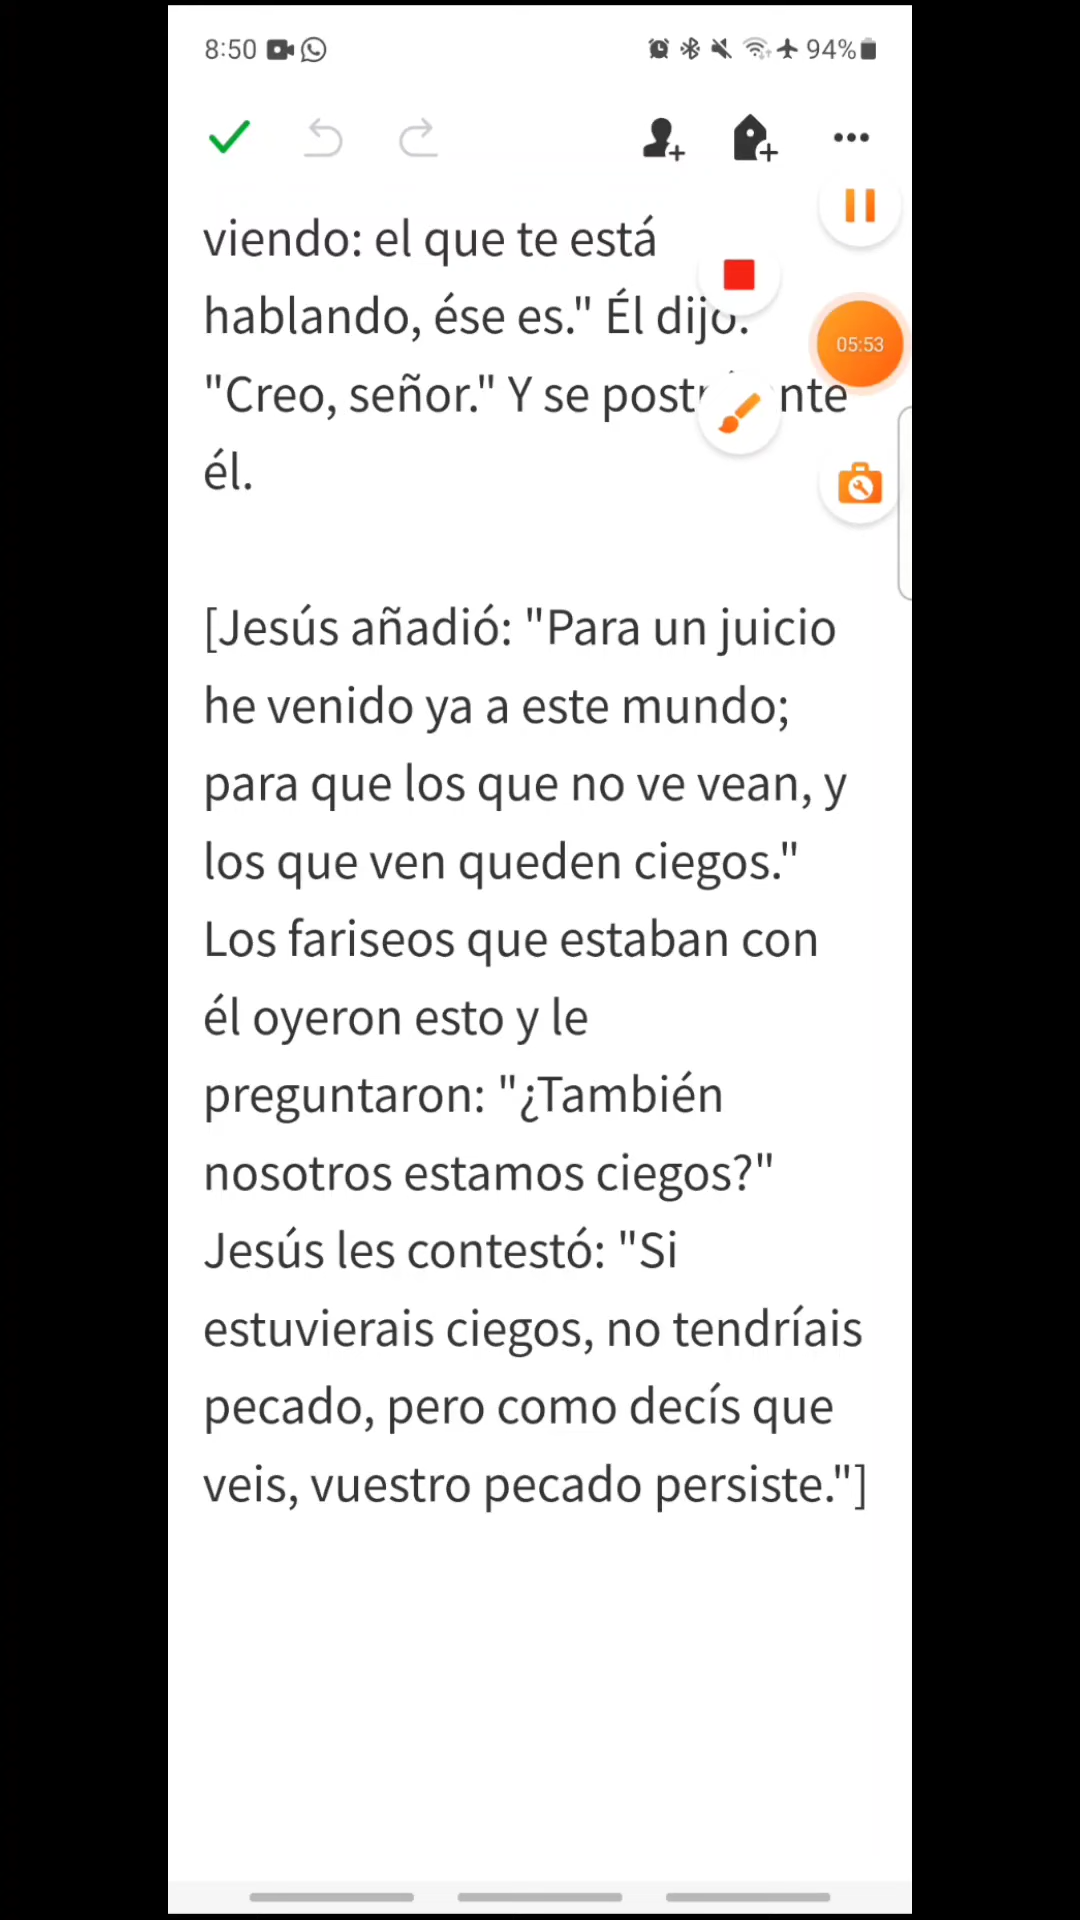 8:50
94%
viendo: el que te está
05:53
hablando, ése es." Él dijo:
"Creo, señor." Y se nte
él.
[Jesús añadió: "Para un juicio
he venido ya a este mundo;
para que los que no ve vean, y
los que ven queden ciegos."
Los fariseos que estaban con
él oyeron esto y le
preguntaron: "¿También
nosotros estamos ciegos?"
Jesús les contestó: "Si
estuvierais ciegos, no tendríais
pecado, pero como decís que
veis, vuestro pecado persiste."]